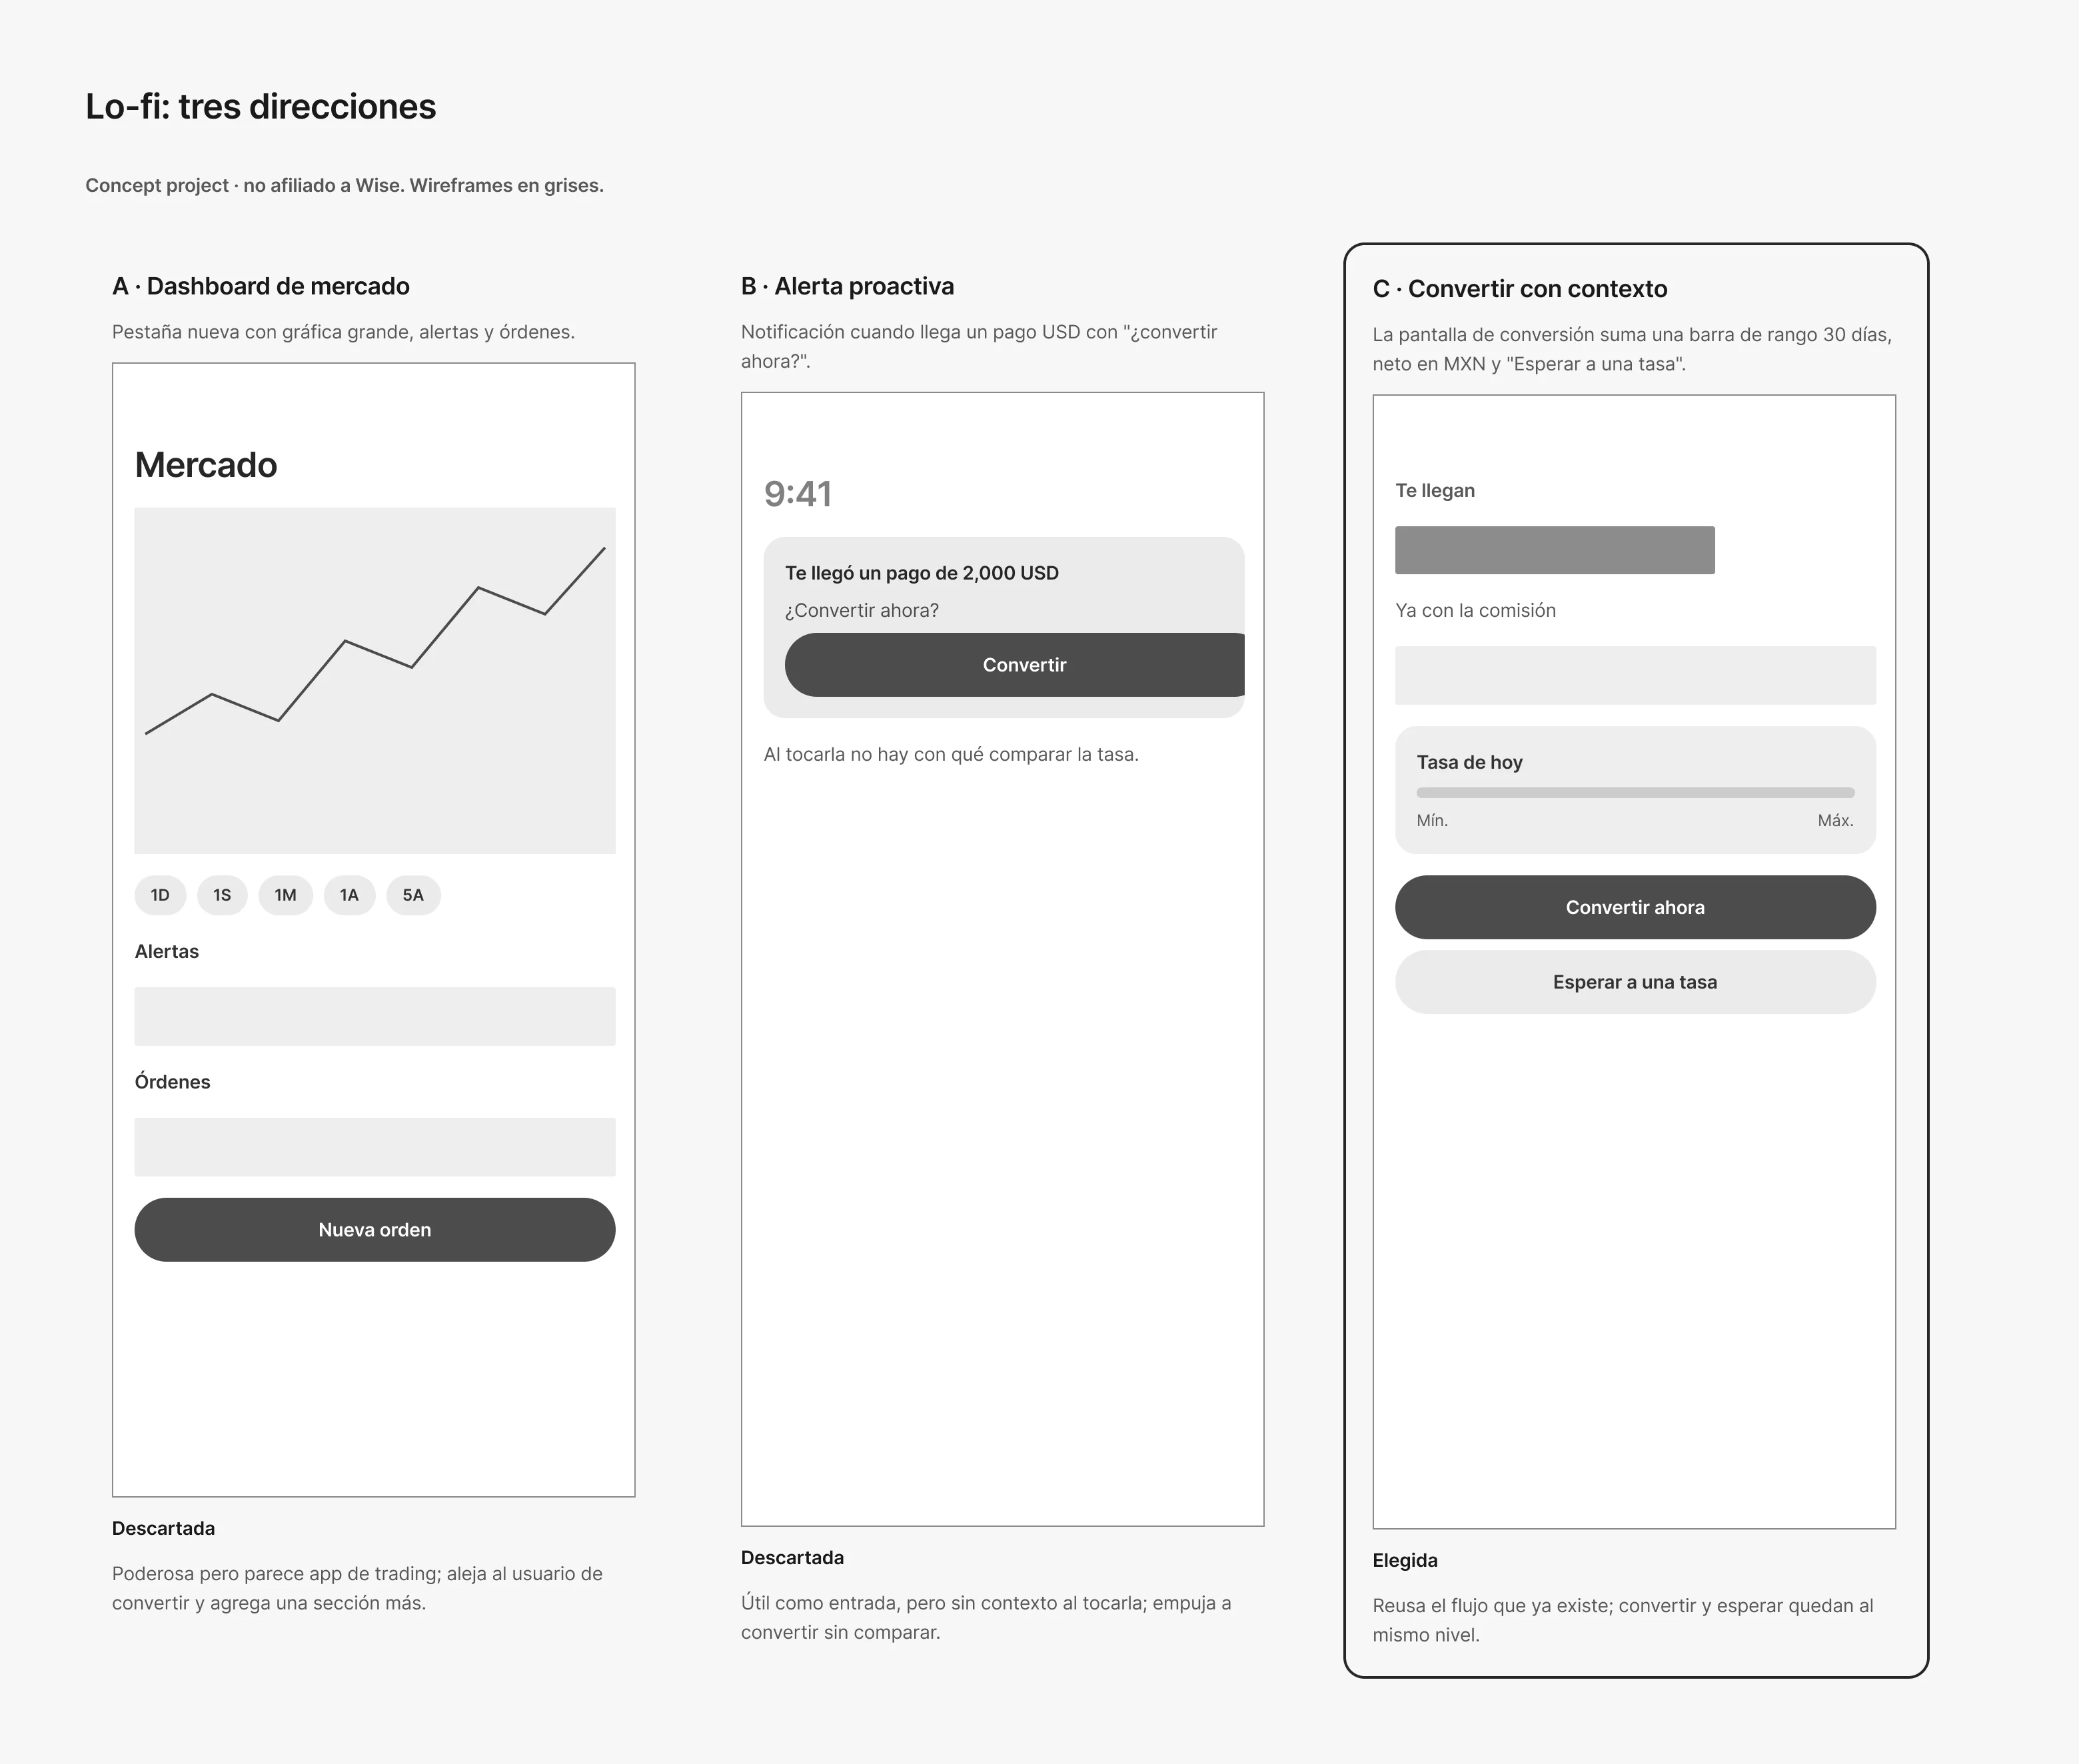 Lo-fi: tres direcciones
Concept project · no afiliado a Wise. Wireframes en grises.
A · Dashboard de mercado
Pestaña nueva con gráfica grande, alertas y órdenes.
Mercado
1D
1S
1M
1A
5A
Alertas
Órdenes
Nueva orden
Descartada
Poderosa pero parece app de trading; aleja al usuario de
convertir y agrega una sección más.
B · Alerta proactiva
Notificación cuando llega un pago USD con "¿convertir
ahora?".
9:41
Te llegó un pago de 2,000 USD
¿Convertir ahora?
Convertir
Al tocarla no hay con qué comparar la tasa.
Descartada
Útil como entrada, pero sin contexto al tocarla; empuja a
convertir sin comparar.
C · Convertir con contexto
La pantalla de conversión suma una barra de rango 30 días,
neto en MXN y "Esperar a una tasa".
Te llegan
Ya con la comisión
Tasa de hoy
Mín.
Máx.
Convertir ahora
Esperar a una tasa
Elegida
Reusa el flujo que ya existe; convertir y esperar quedan al
mismo nivel.